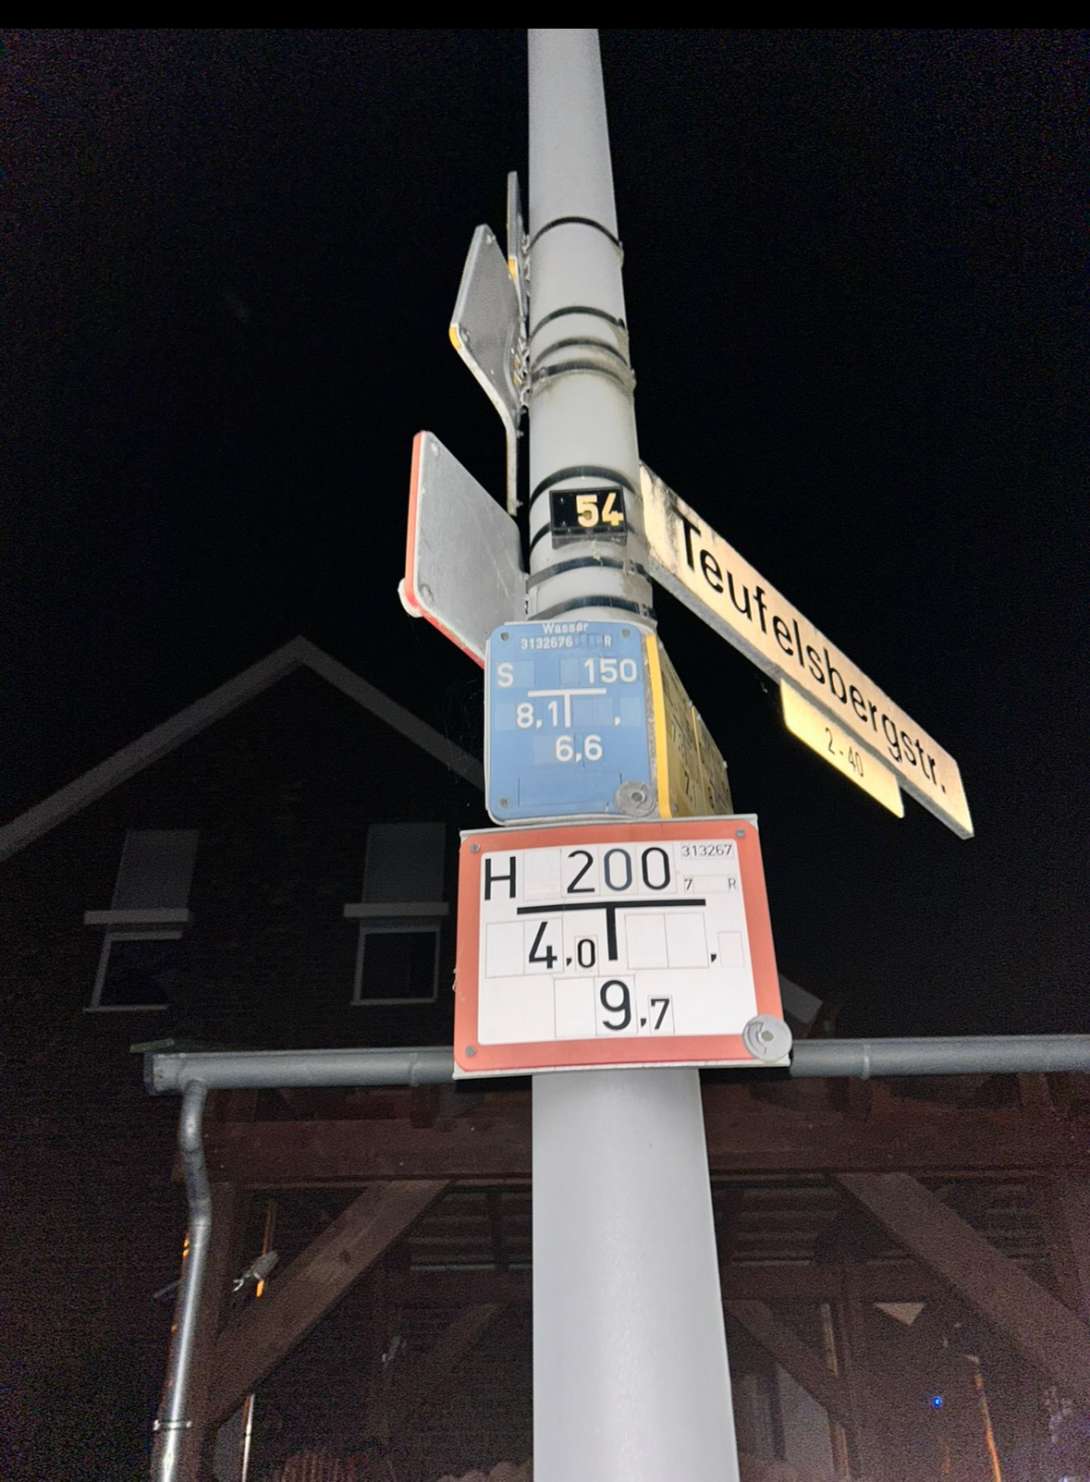 54
Teufelsbergstr.
2-40
Wasser
3132676 R
S 150
8,1 ,
6,6
H 200 313267
7 R
4,0 ,
9,7